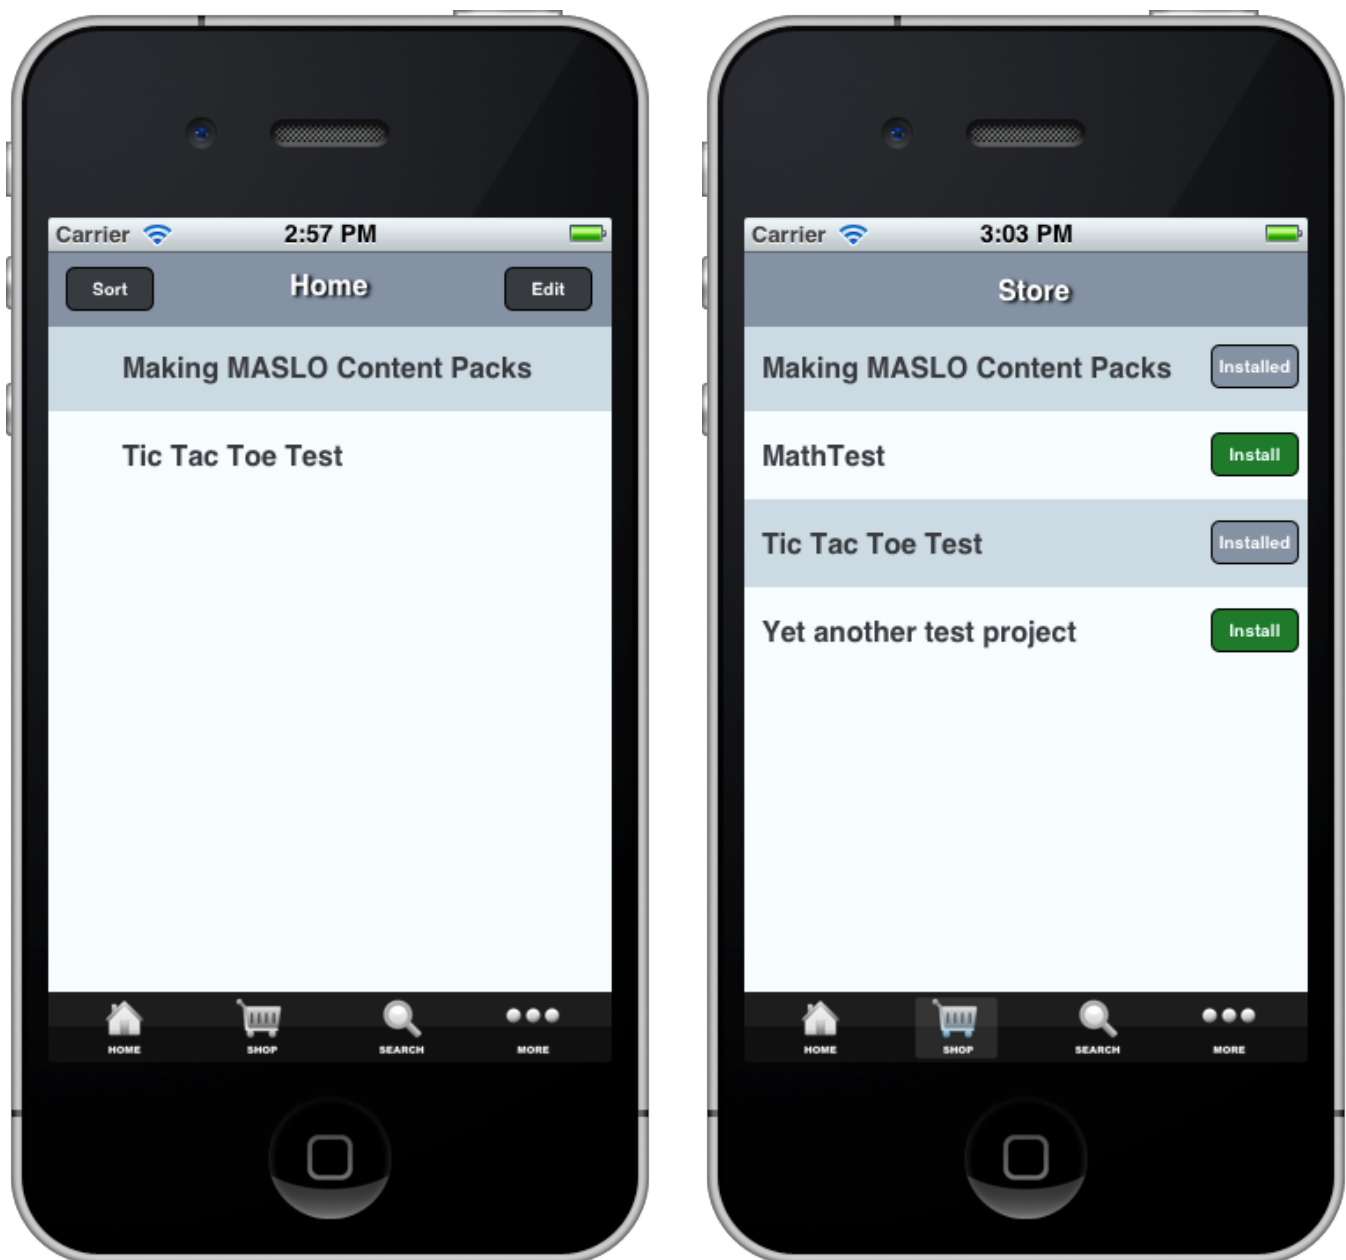 Carrier 2:57 PM
Sort Home Edit
Making MASLO Content Packs
Tic Tac Toe Test
HOME SHOP SEARCH MORE
Carrier 3:03 PM
Store
Making MASLO Content Packs Installed
MathTest Install
Tic Tac Toe Test Installed
Yet another test project Install
HOME SHOP SEARCH MORE